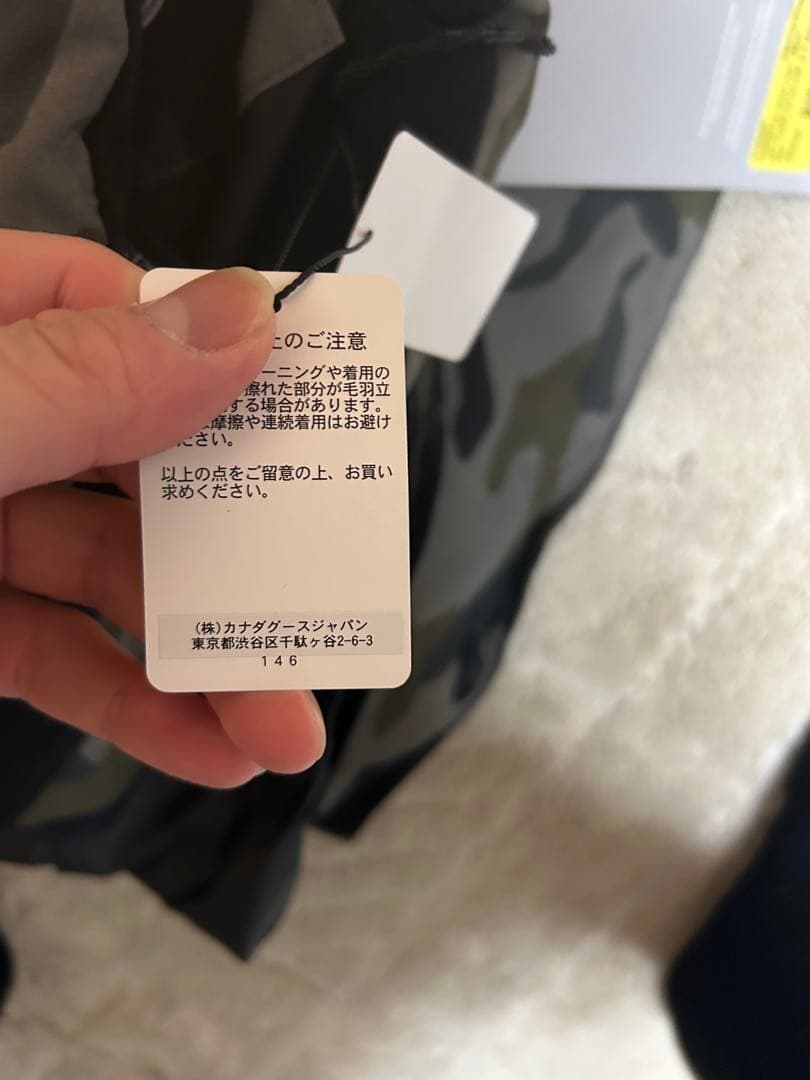 上のご注意
ーニングや着用の
擦れた部分が毛羽立
する場合があります。
摩擦や連続着用はお避け
ださい。
以上の点をご留意の上、お買い
求めください。
(株)カナダグースジャパン
東京都渋谷区千駄ヶ谷2-6-3
146